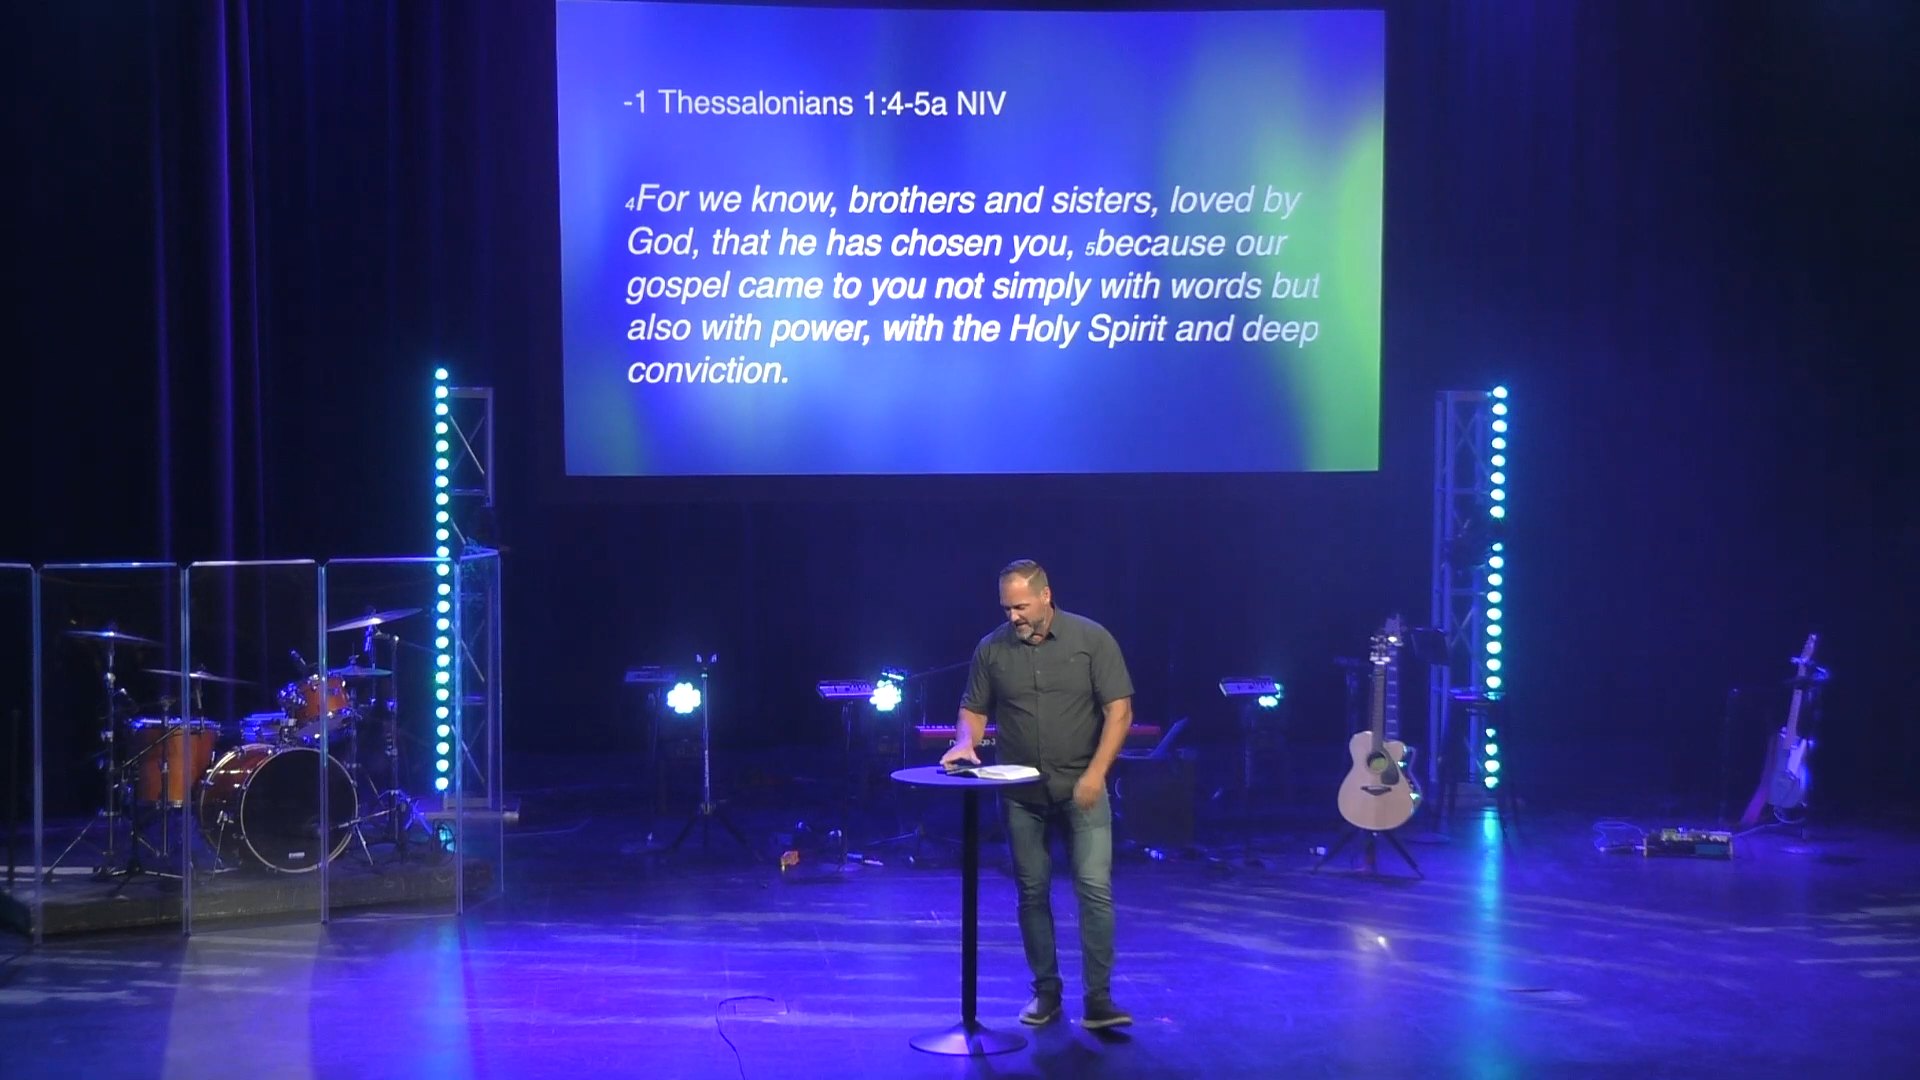 -1 Thessalonians 1:4-5a NIV
4For we know, brothers and sisters, loved by
God, that he has chosen you, 5because our
gospel came to you not simply with words but
also with power, with the Holy Spirit and deep
conviction.